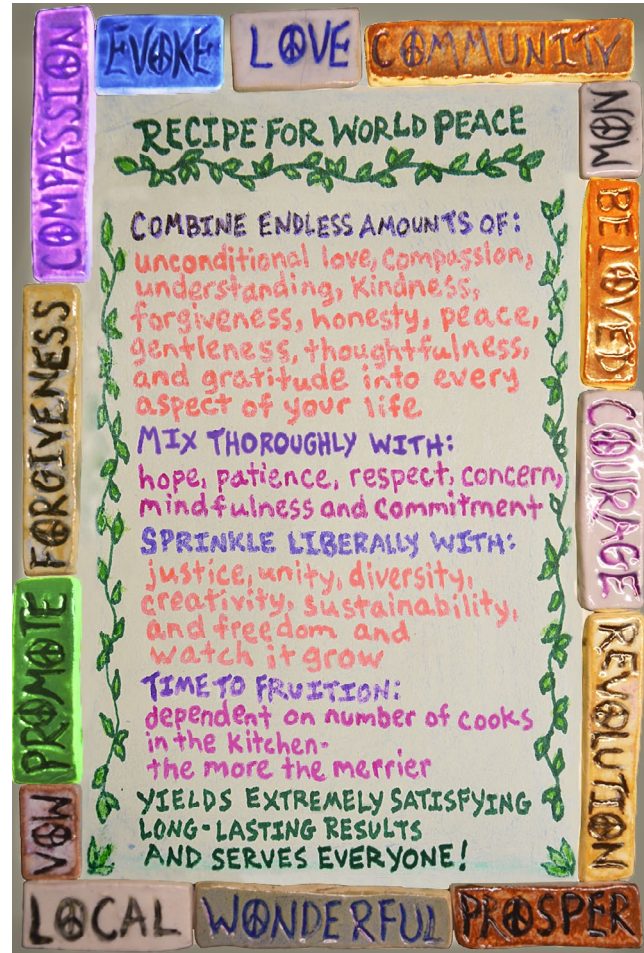 COMPASSION
EVOKE
LOVE
COMMUNITY
NOW
BELOVED
COURAGE
REVOLUTION
PROSPER
WONDERFUL
LOCAL
VOW
PROMOTE
FORGIVENESS
RECIPE FOR WORLD PEACE
COMBINE ENDLESS AMOUNTS OF:
unconditional love, compassion,
understanding, kindness,
forgiveness, honesty, peace,
gentleness, thoughtfulness,
and gratitude into every
aspect of your life
MIX THOROUGHLY WITH:
hope, patience, respect, concern,
mindfulness and commitment
SPRINKLE LIBERALLY WITH:
justice, unity, diversity,
creativity, sustainability,
and freedom and
watch it grow
TIME TO FRUITION:
dependent on number of cooks
in the kitchen-
the more the merrier
YIELDS EXTREMELY SATISFYING
LONG-LASTING RESULTS
AND SERVES EVERYONE!